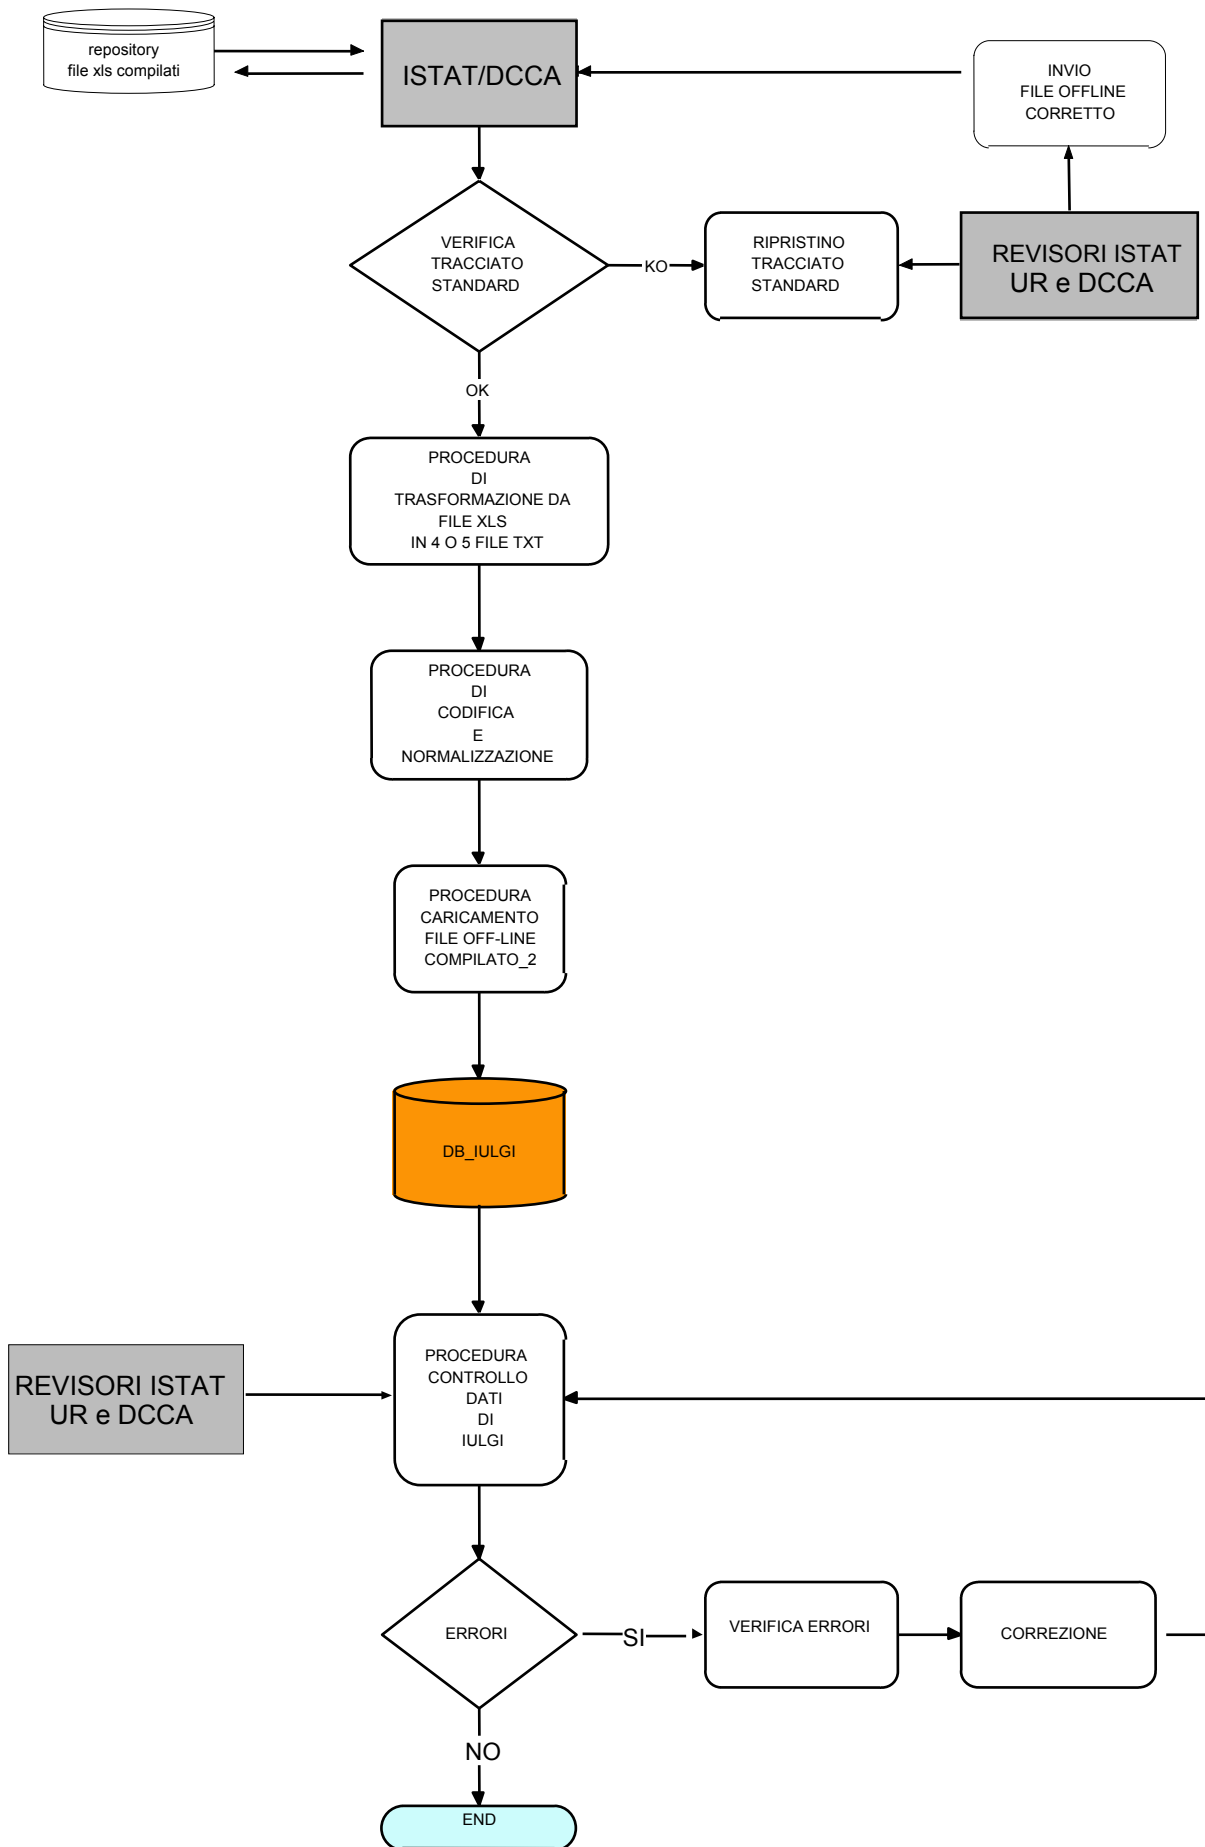 repository
file xls compilati
ISTAT/DCCA
INVIO
FILE OFFLINE
CORRETTO
VERIFICA
TRACCIATO
STANDARD
KO
RIPRISTINO
TRACCIATO
STANDARD
REVISORI ISTAT
UR e DCCA
OK
PROCEDURA
DI
TRASFORMAZIONE DA
FILE XLS
IN 4 O 5 FILE TXT
PROCEDURA
DI
CODIFICA
E
NORMALIZZAZIONE
PROCEDURA
CARICAMENTO
FILE OFF-LINE
COMPILATO_2
DB_IULGI
REVISORI ISTAT
UR e DCCA
PROCEDURA
CONTROLLO
DATI
DI
IULGI
ERRORI
SI
VERIFICA ERRORI
CORREZIONE
NO
END